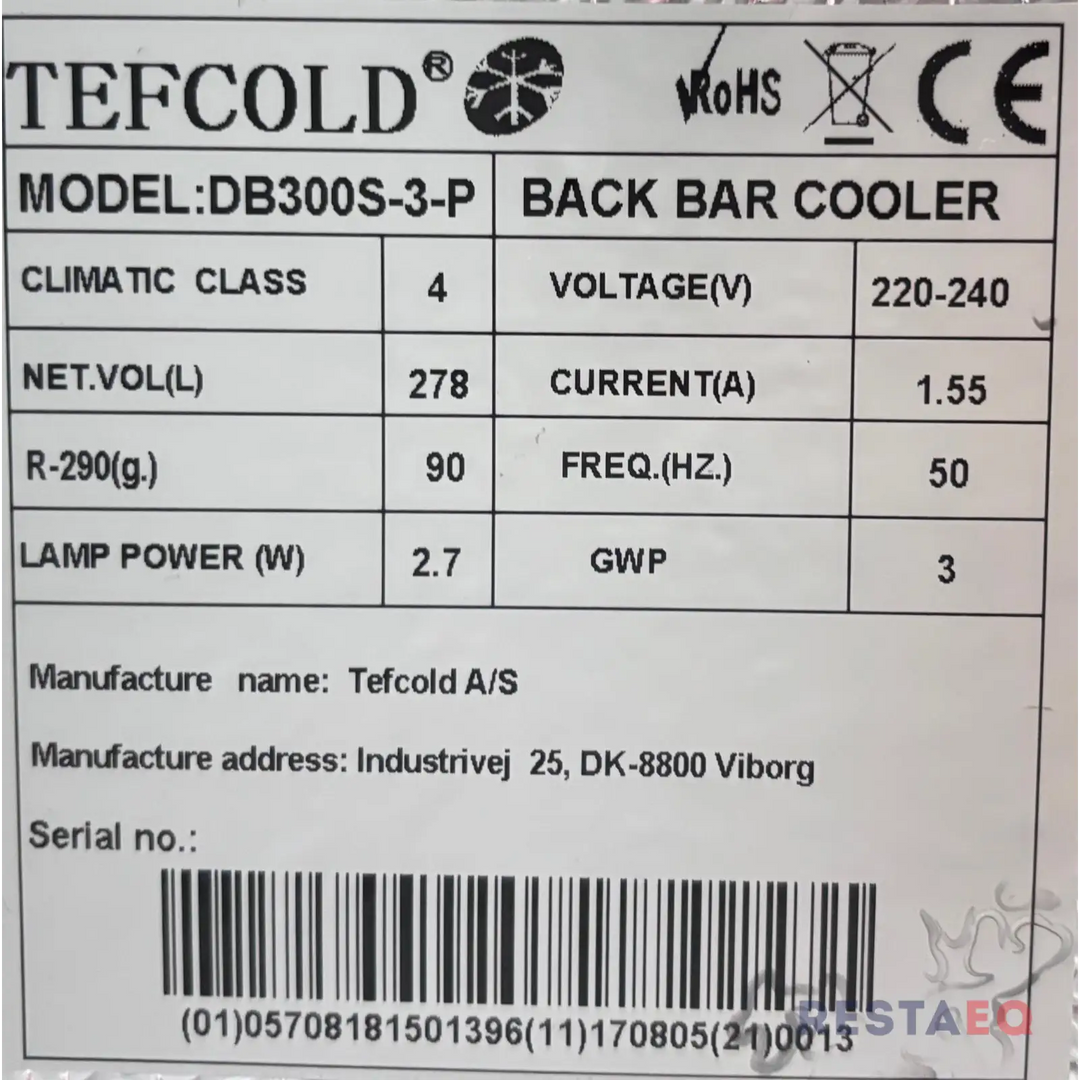 TEFCOLD®
RoHS CE
MODEL:DB300S-3-P BACK BAR COOLER
CLIMATIC CLASS 4 VOLTAGE(V) 220-240
NET.VOL(L) 278 CURRENT(A) 1.55
R-290(g.) 90 FREQ.(HZ.) 50
LAMP POWER (W) 2.7 GWP 3
Manufacture name: Tefcold A/S
Manufacture address: Industrivej 25, DK-8800 Viborg
Serial no.:
(01)05708181501396(11)170805(21)0013
RESTAEQ